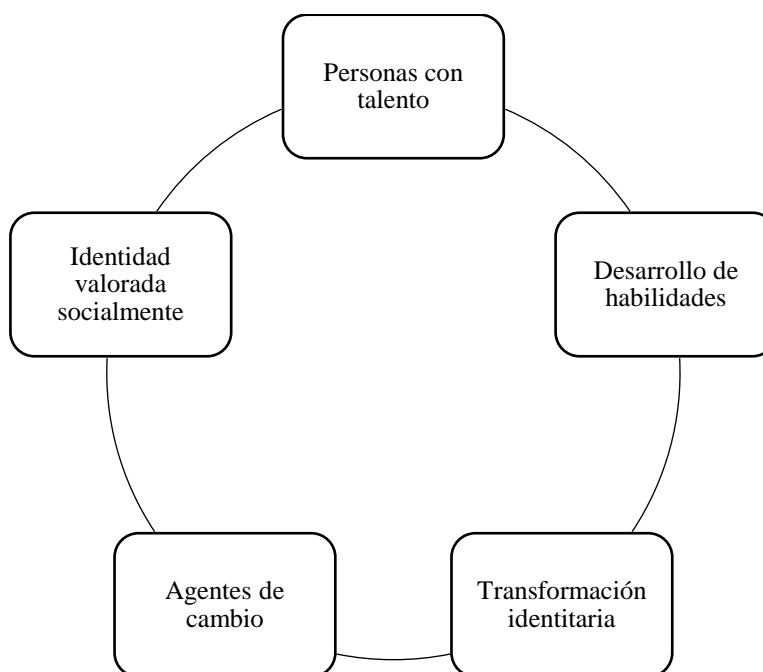 Personas con
talento
Desarrollo de
habilidades
Transformación
identitaria
Agentes de
cambio
Identidad
valorada
socialmente